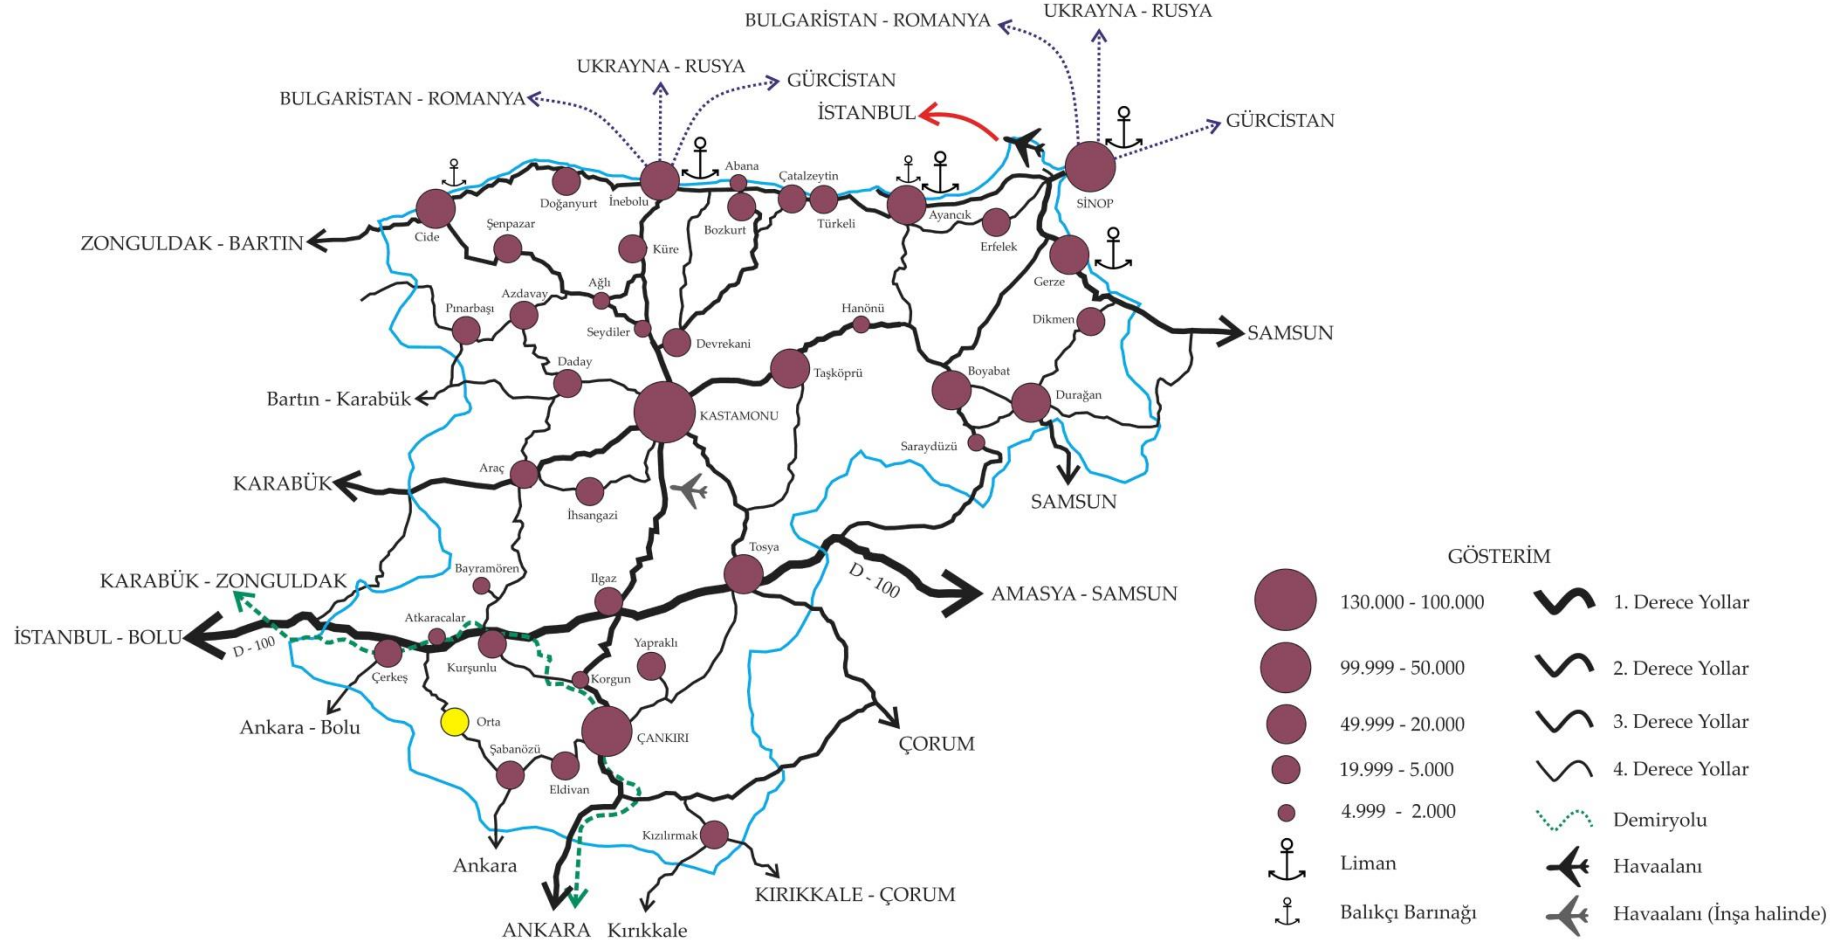 UKRAYNA - RUSYA
BULGARİSTAN - ROMANYA
UKRAYNA - RUSYA
GÜRCİSTAN
BULGARİSTAN - ROMANYA
İSTANBUL
GÜRCİSTAN
Abana
Çatalzeytin
Doğanyurt
İnebolu
Cide
Şenpazar
Bozkurt
Türkeli
Ayancık
SİNOP
ZONGULDAK - BARTIN
Küre
Erfelek
Gerze
Ağlı
Azdavay
Pınarbaşı
Hanönü
Dikmen
Seydiler
Devrekani
SAMSUN
Daday
Taşköprü
Boyabat
Durağan
Bartın - Karabük
KASTAMONU
Saraydüzü
Araç
KARABÜK
İhsangazi
SAMSUN
Tosya
GÖSTERİM
Bayramören
Ilgaz
KARABÜK - ZONGULDAK
D - 100
AMASYA - SAMSUN
130.000 - 100.000
1. Derece Yollar
Atkaracalar
İSTANBUL - BOLU
D - 100
Yapraklı
Kurşunlu
Çerkeş
Korgun
99.999 - 50.000
2. Derece Yollar
Ankara - Bolu
Orta
ÇANKIRI
ÇORUM
49.999 - 20.000
3. Derece Yollar
Şabanözü
Eldivan
19.999 - 5.000
4. Derece Yollar
4.999 - 2.000
Demiryolu
Kızılırmak
Ankara
Liman
Havaalanı
KIRIKKALE - ÇORUM
Balıkçı Barınağı
Havaalanı (İnşa halinde)
ANKARA
Kırıkkale